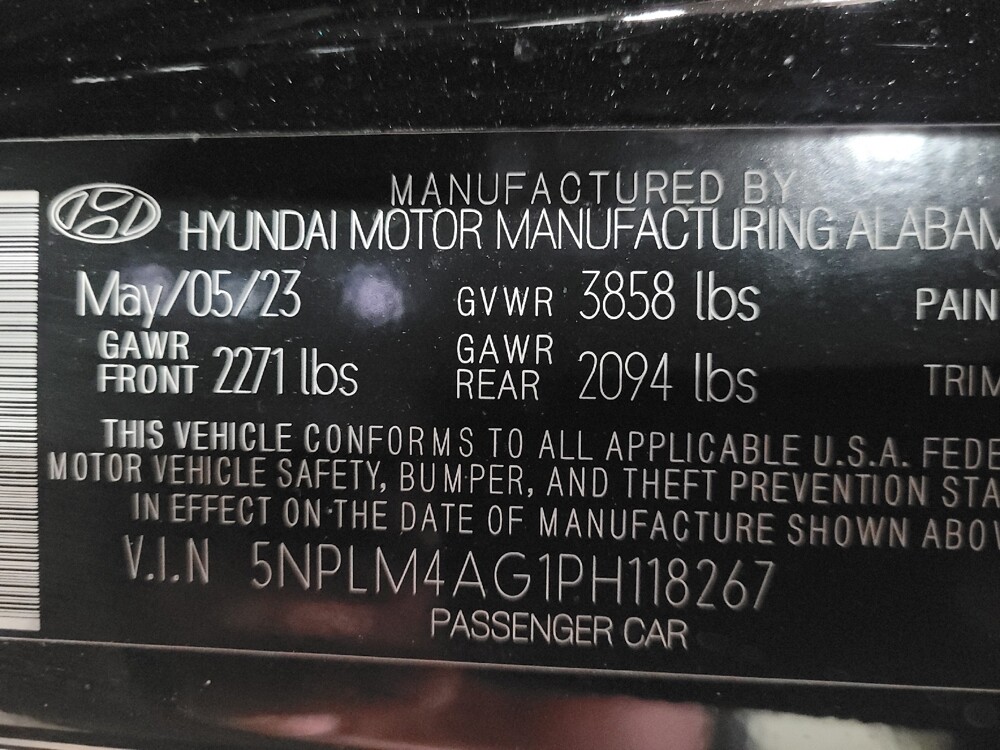 MANUFACTURED BY
HYUNDAI MOTOR MANUFACTURING ALABAM
May/05/23 GVWR 3858 lbs PAIN
GAWR FRONT 2271 lbs GAWR REAR 2094 lbs TRIM
THIS VEHICLE CONFORMS TO ALL APPLICABLE U.S.A. FEDE
MOTOR VEHICLE SAFETY, BUMPER, AND THEFT PREVENTION STA
IN EFFECT ON THE DATE OF MANUFACTURE SHOWN ABOV
V.I.N 5NPLM4AG1PH118267
PASSENGER CAR